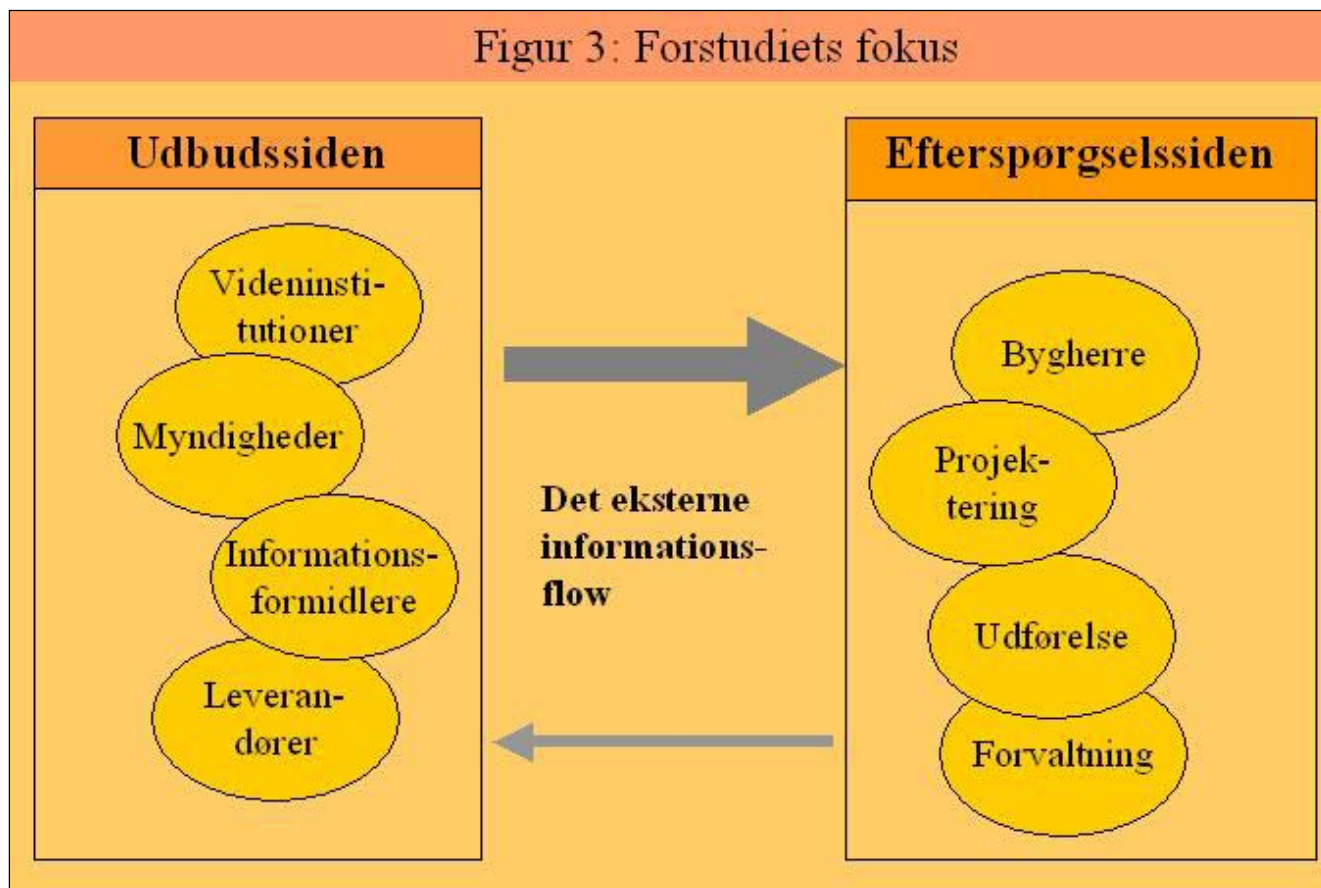 Figur 3: Forstudiets fokus
Udbudssiden
Videninsti-
tutioner
Myndigheder
Informations-
formidlere
Leveran-
dører
Det eksterne
informations-
flow
Efterspørgselssiden
Bygherre
Projek-
tering
Udførelse
Forvaltning